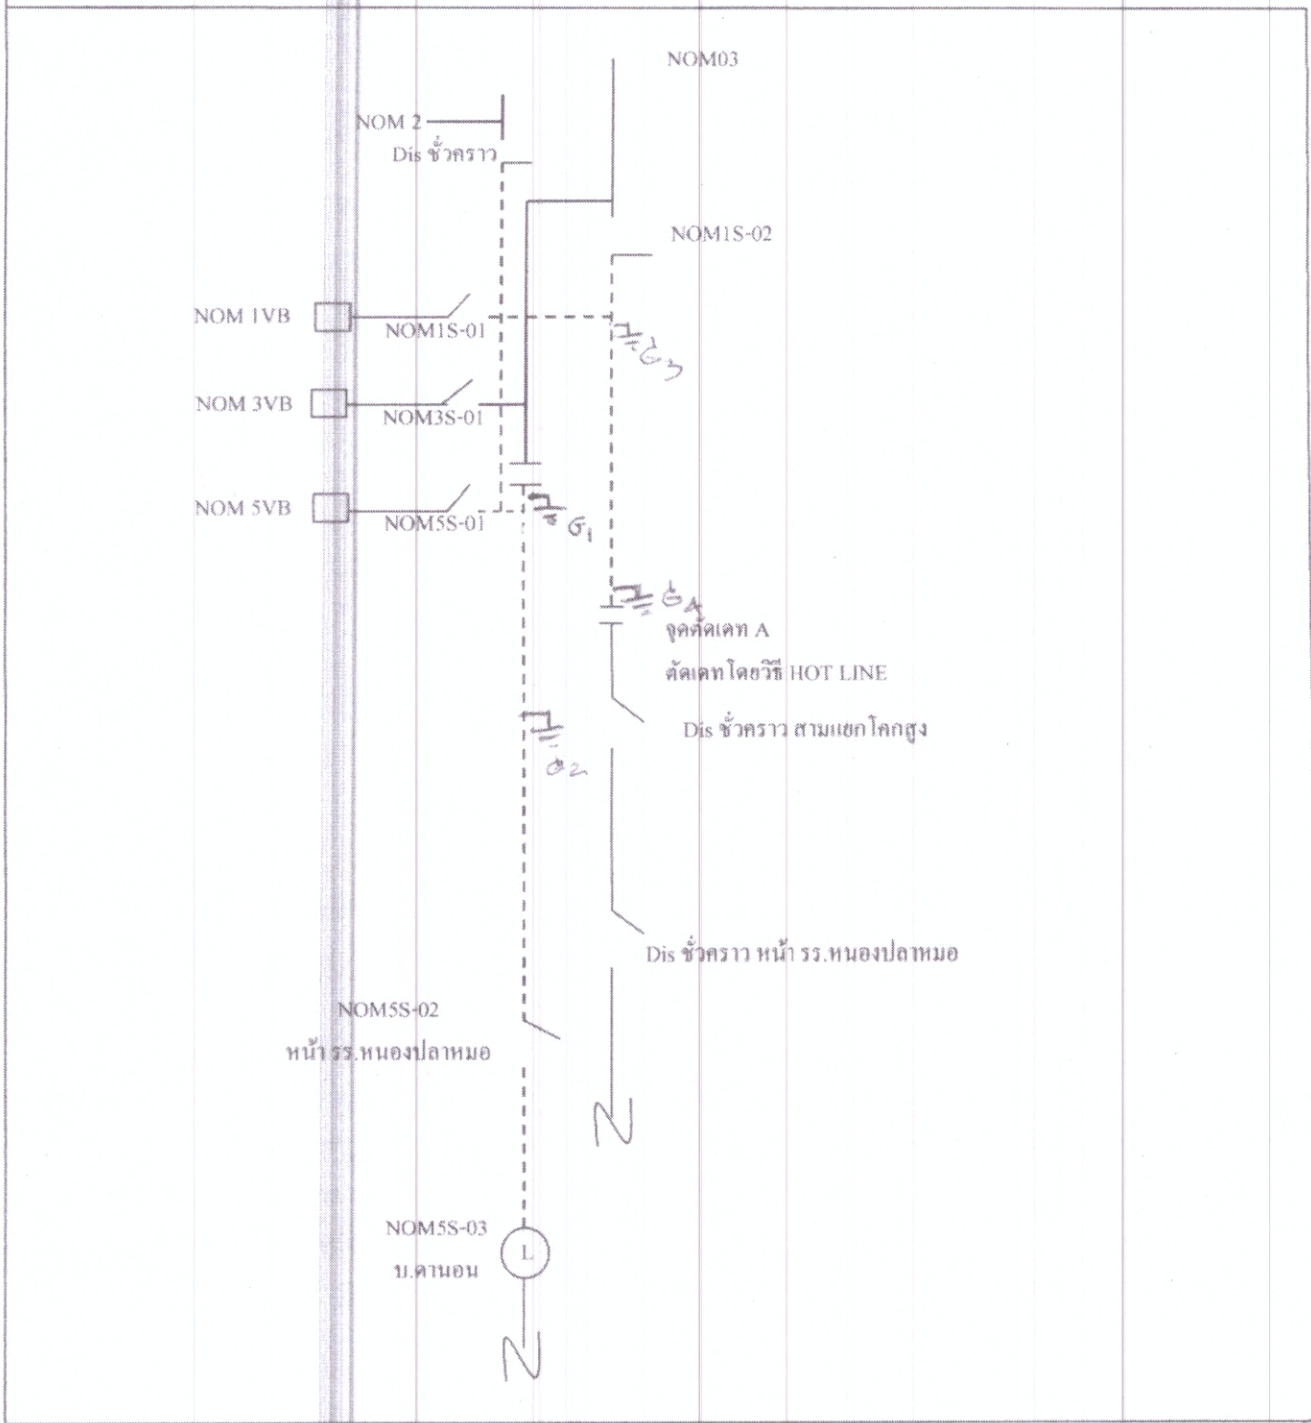 NOM03
NOM 2
Dis ชั่วคราว
NOM1S-02
NOM 1VB
NOM1S-01
G3
NOM 3VB
NOM3S-01
NOM 5VB
NOM5S-01
G1
G4
จุดตัดเดท A
ตัดเดทโดยวิธี HOT LINE
Dis ชั่วคราว สามแยกโคกสูง
G2
Dis ชั่วคราว หน้า รร.หนองปลาหมอ
NOM5S-02
หน้า รร.หนองปลาหมอ
NOM5S-03
บ.คานอน
L